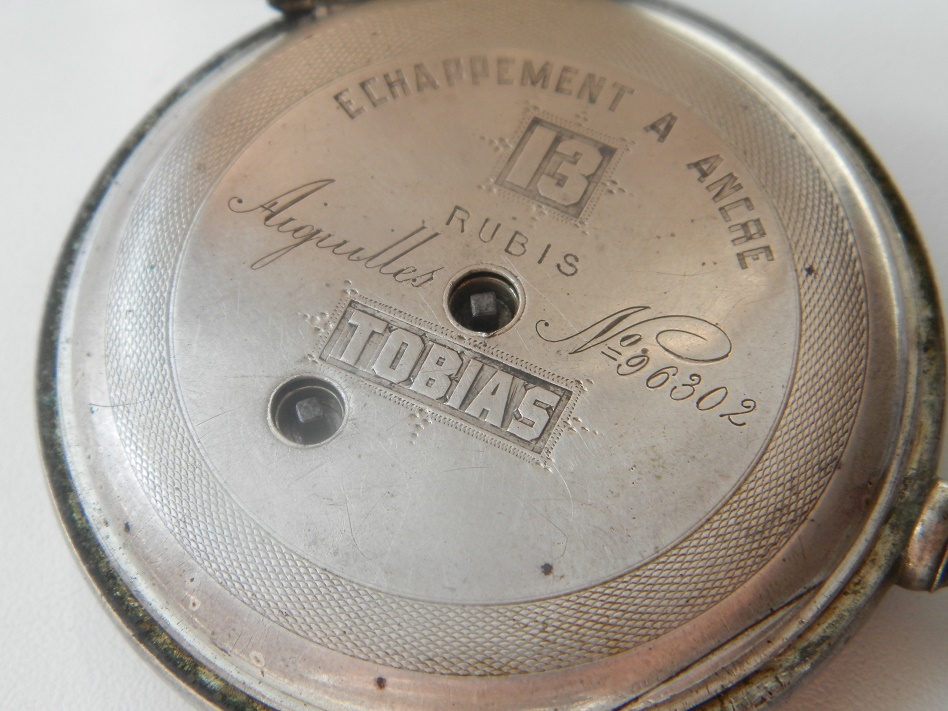 ECHAPPEMENT A ANCRE
13
RUBIS
Aiguilles
No 96302
TOBIAS